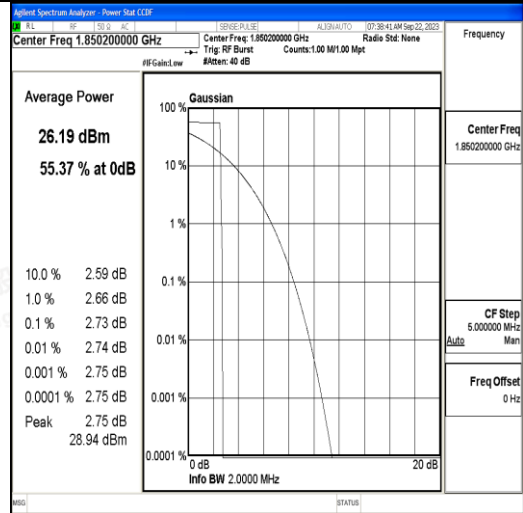 Agilent Spectrum Analyzer - Power Stat CCDF
RL RF 50 Ω AC SENSE:PULSE ALIGNAUTO 07:38:41 AM Sep 22, 2023
Center Freq 1.850200000 GHz
Center Freq: 1.850200000 GHz Radio Std: None
Trig: RF Burst Counts:1.00 M/1.00 Mpt
#IFGain:Low #Atten: 40 dB
Frequency
Average Power
26.19 dBm
55.37 % at 0dB
10.0 % 2.59 dB
1.0 % 2.66 dB
0.1 % 2.73 dB
0.01 % 2.74 dB
0.001 % 2.75 dB
0.0001 % 2.75 dB
Peak 2.75 dB
28.94 dBm
Gaussian
100 %
10 %
1 %
0.1 %
0.01 %
0.001 %
0.0001 %
0 dB 20 dB
Info BW 2.0000 MHz
Center Freq
1.850200000 GHz
CF Step
5.000000 MHz
Auto Man
Freq Offset
0 Hz
MSG STATUS